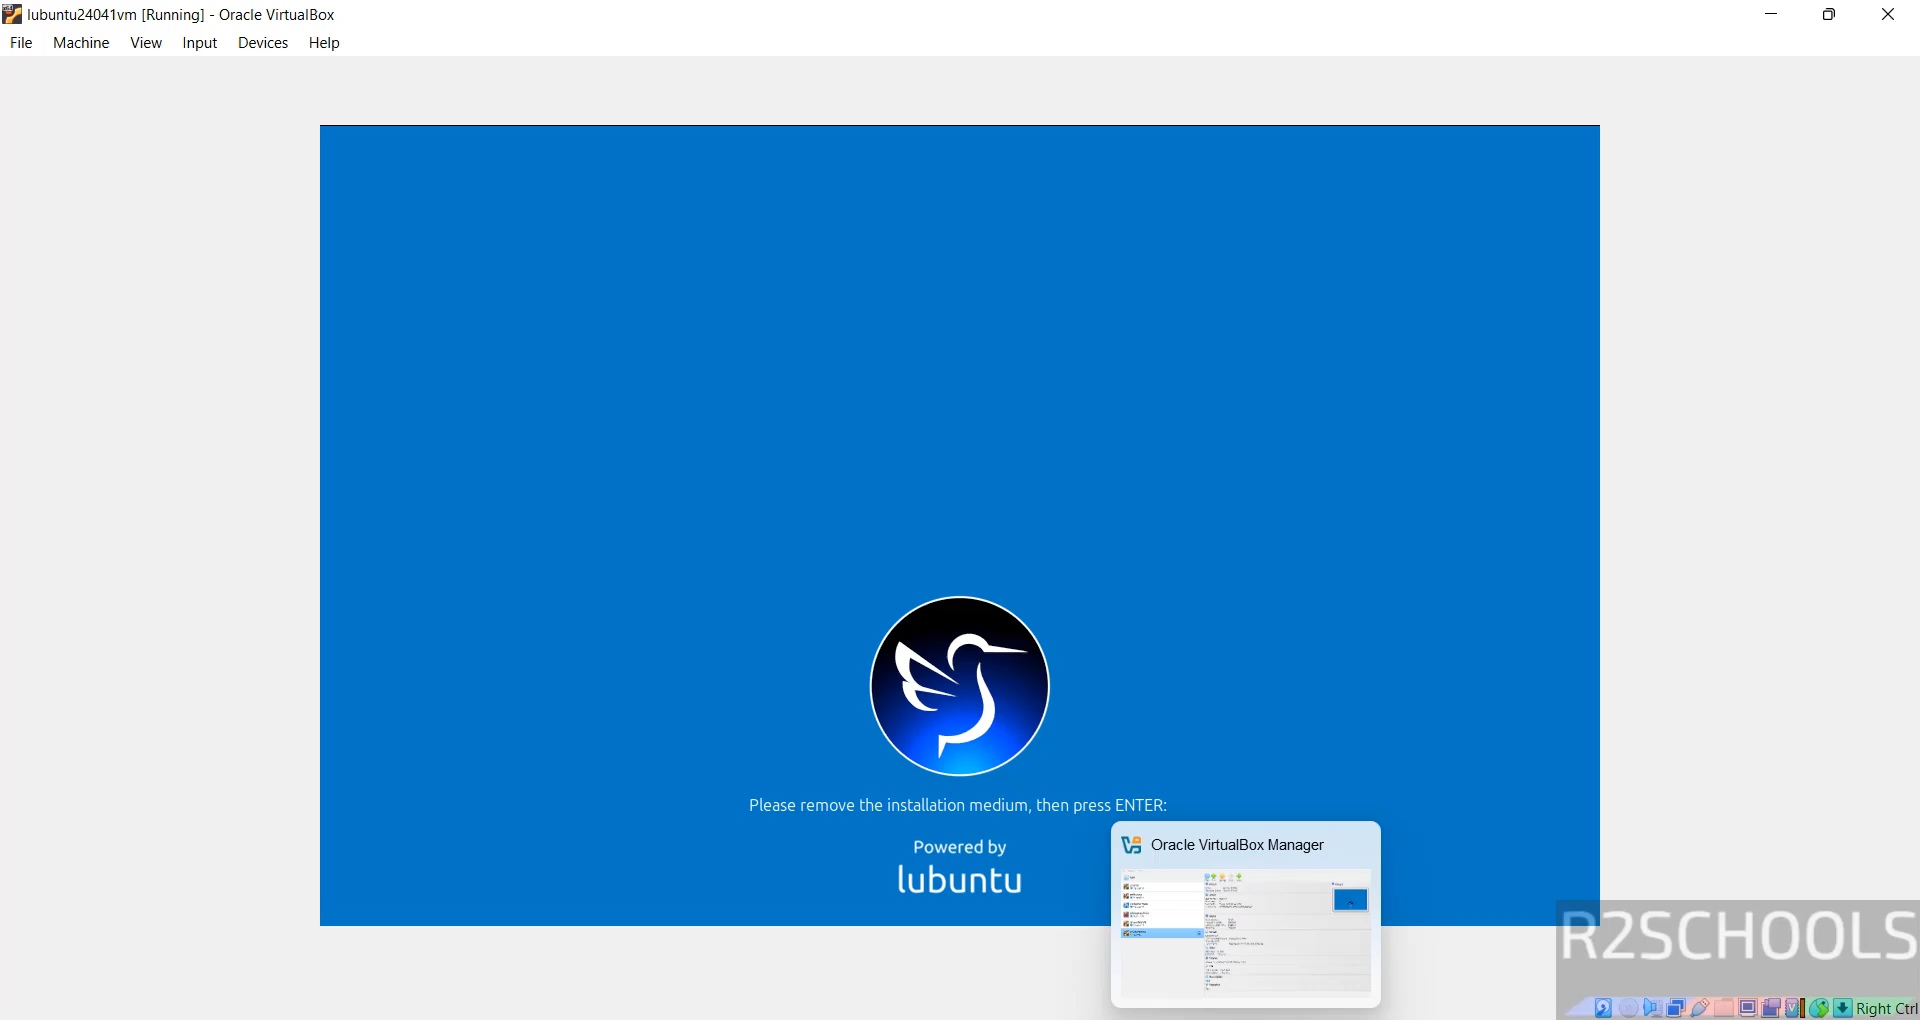 lubuntu24041vm [Running] - Oracle VirtualBox
File Machine View Input Devices Help
Please remove the installation medium, then press ENTER:
Powered by
lubuntu
Oracle VirtualBox Manager
R2SCHOOLS
Right Ctrl